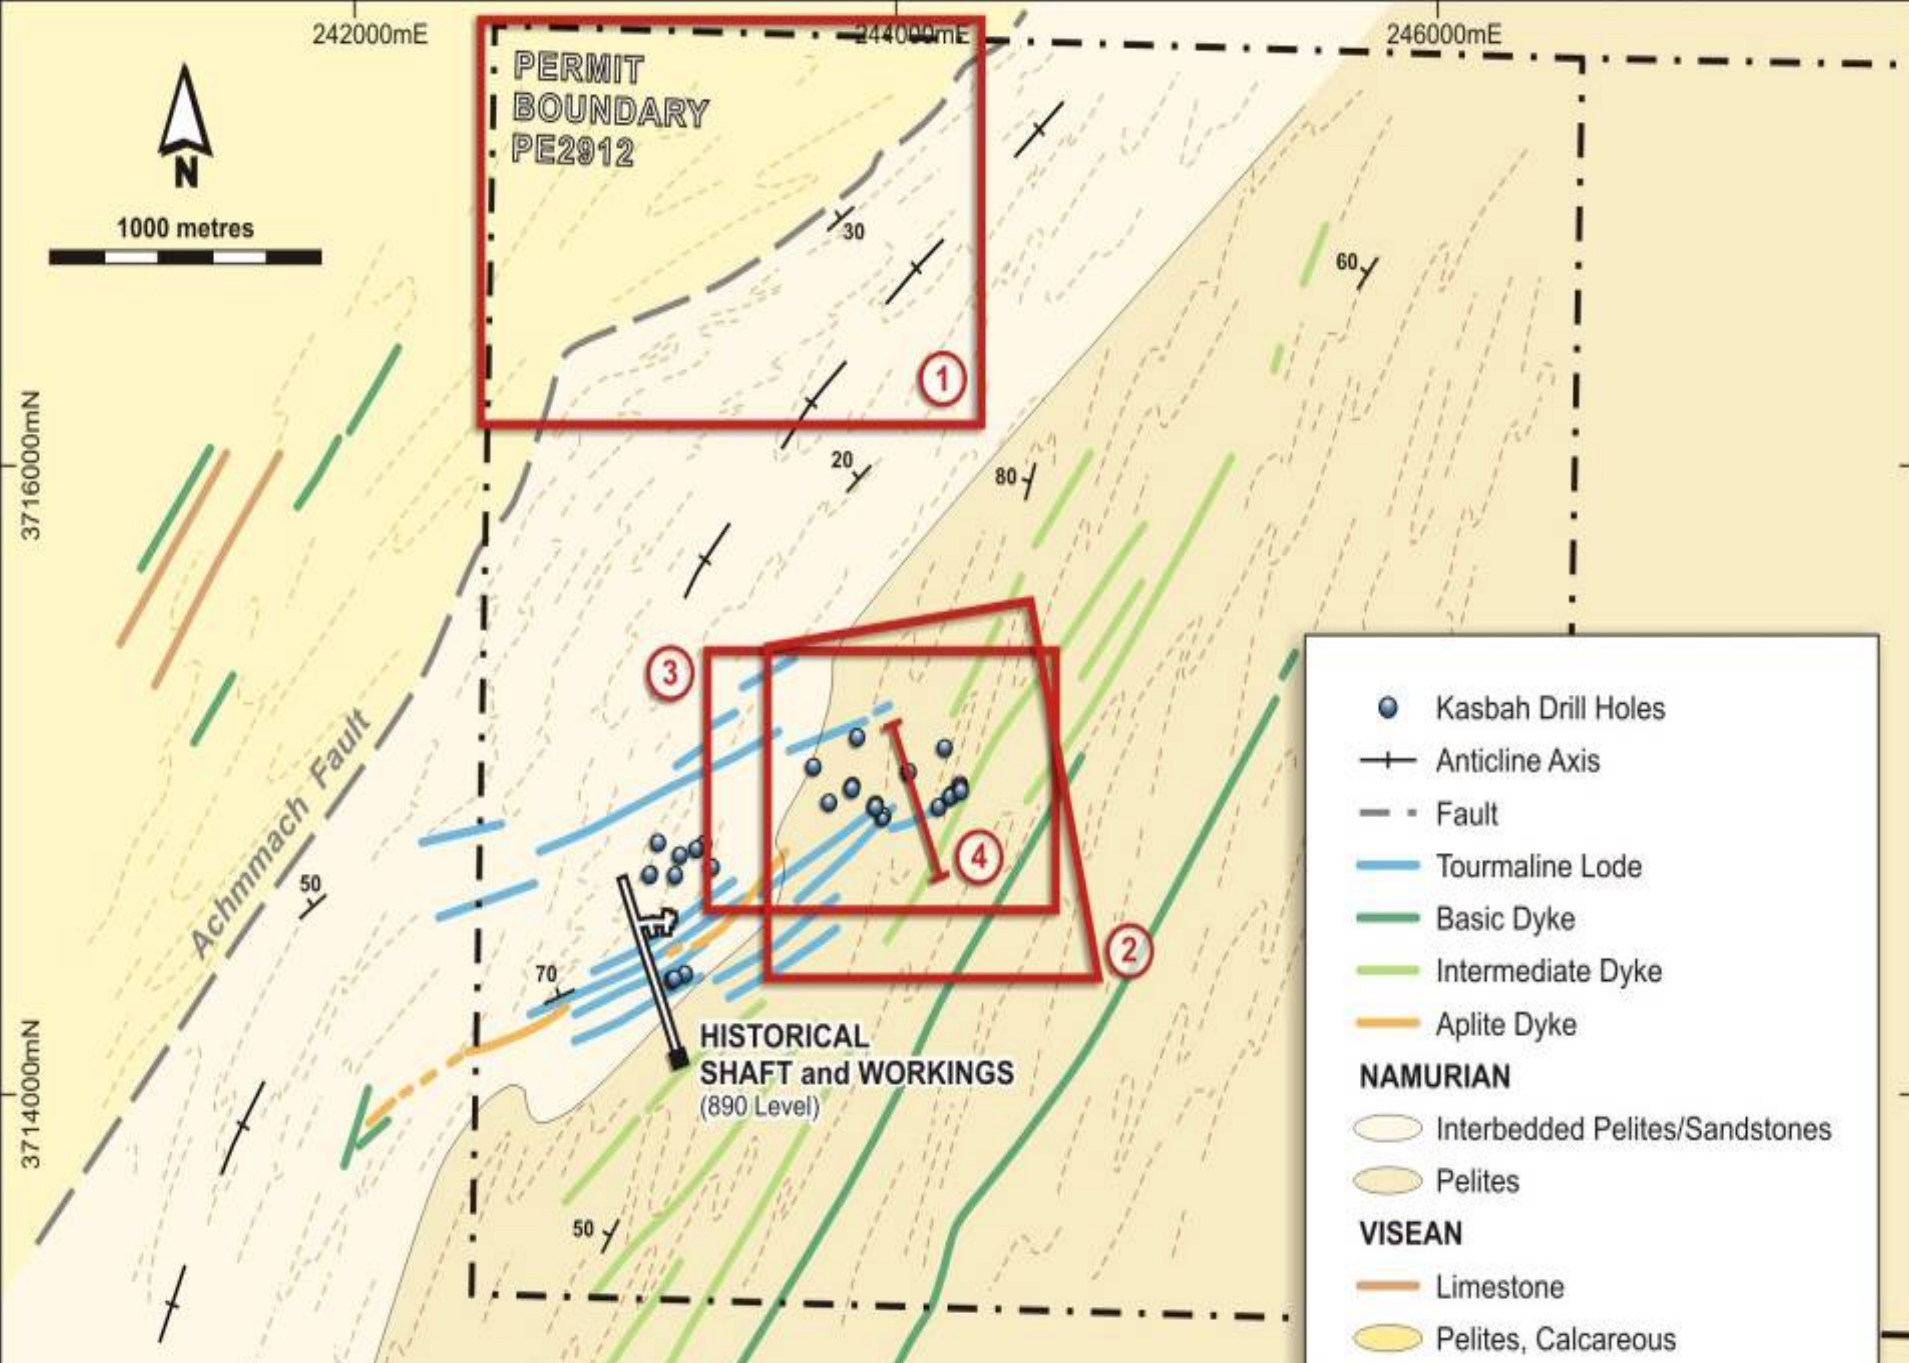 242000mE
244000mE
246000mE
PERMIT
BOUNDARY
PE2912
N
1000 metres
30
60
1
3716000mN
20
80
3
Achmmach Fault
4
50
2
70
HISTORICAL
SHAFT and WORKINGS
(890 Level)
3714000mN
50
Kasbah Drill Holes
Anticline Axis
Fault
Tourmaline Lode
Basic Dyke
Intermediate Dyke
Aplite Dyke
NAMURIAN
Interbedded Pelites/Sandstones
Pelites
VISEAN
Limestone
Pelites, Calcareous